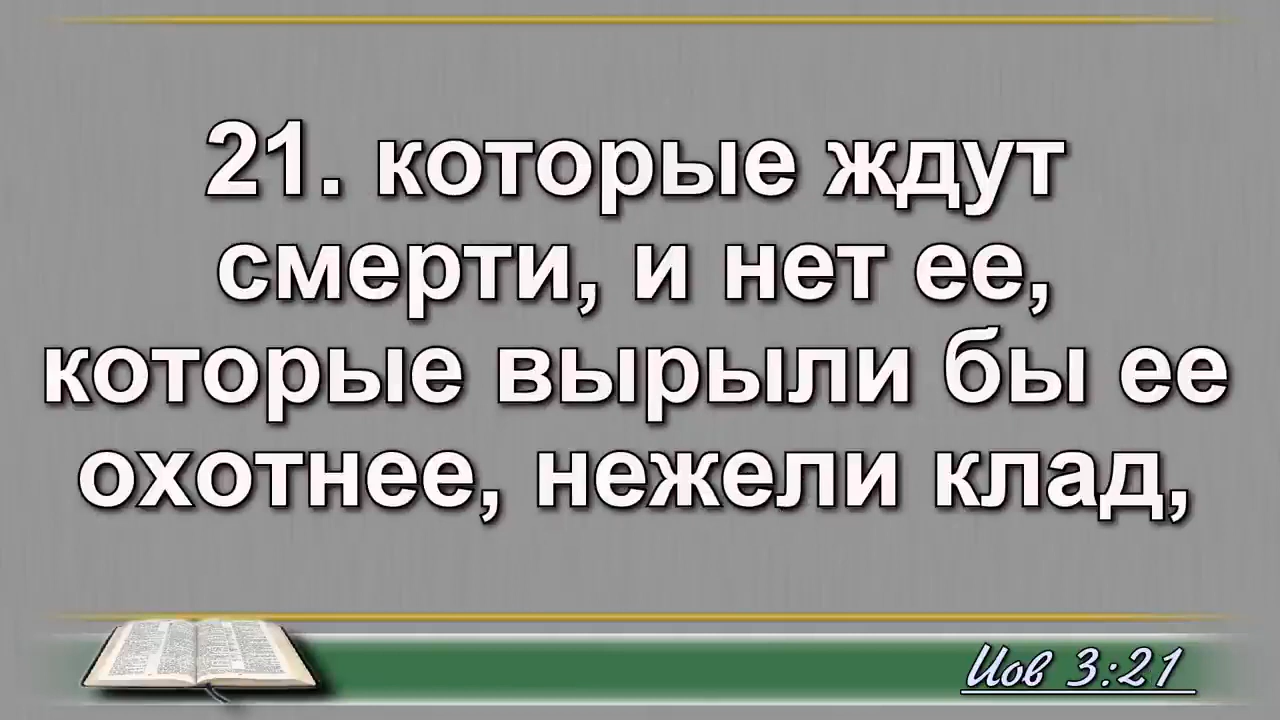 21. которые ждут
смерти, и нет ее,
которые вырыли бы ее
охотнее, нежели клад,
Иов 3:21